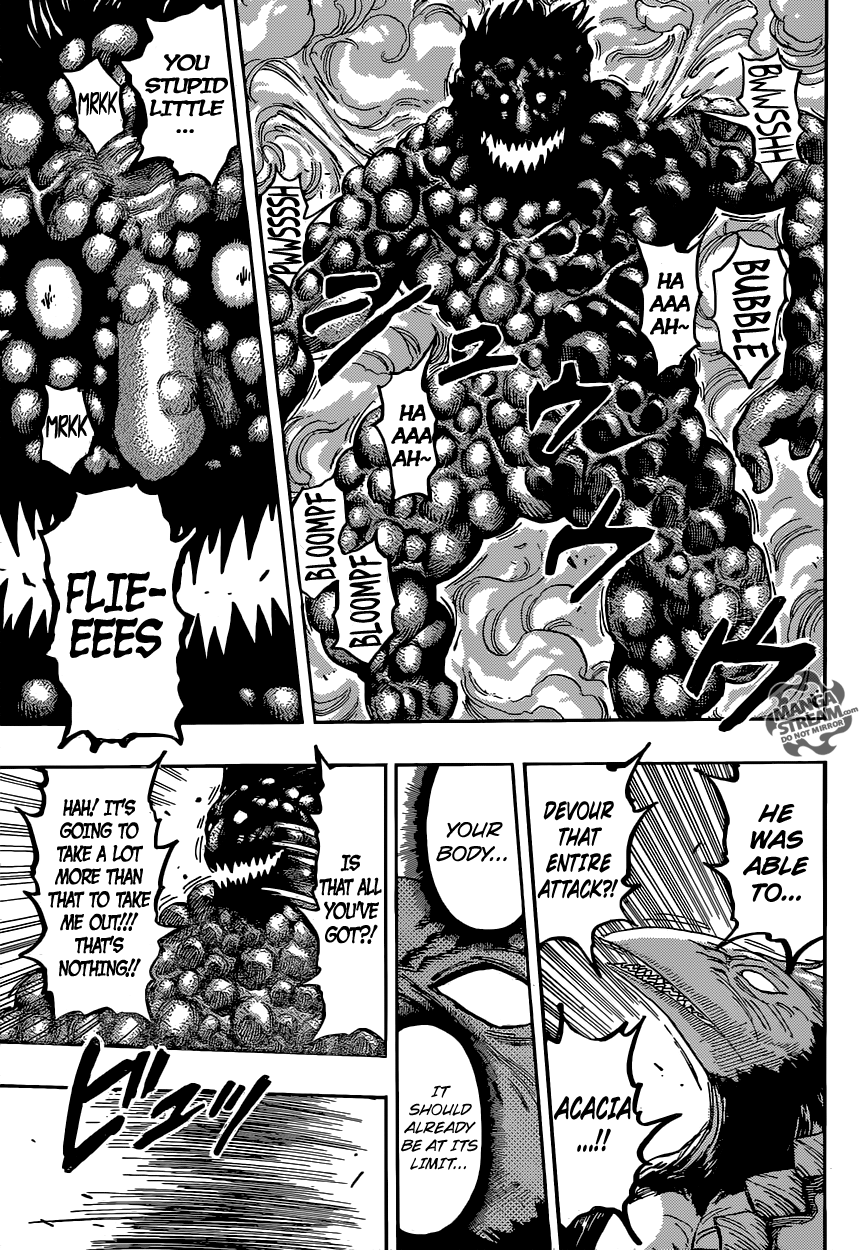 BWWSSHH
BUBBLE
HA
AAA
AH~
PWWSSSSH
シュウウウ
HA
AAAA
AH~
BLOOMPF
BLOOMPF
YOU
STUPID
LITTLE
...
MRKK
MRKK
FLIE-
EEES
MANGA
STREAM.com
DO NOT MIRROR
HE
WAS
ABLE
TO...
DEVOUR
THAT
ENTIRE
ATTACK?!
ACACIA
...!!
YOUR
BODY...
IT
SHOULD
ALREADY
BE AT ITS
LIMIT...
IS
THAT ALL
YOU'VE
GOT?!
HAH! IT'S
GOING TO
TAKE A LOT
MORE THAN
THAT TO TAKE
ME OUT!!!
THAT'S
NOTHING!!
ビュッ